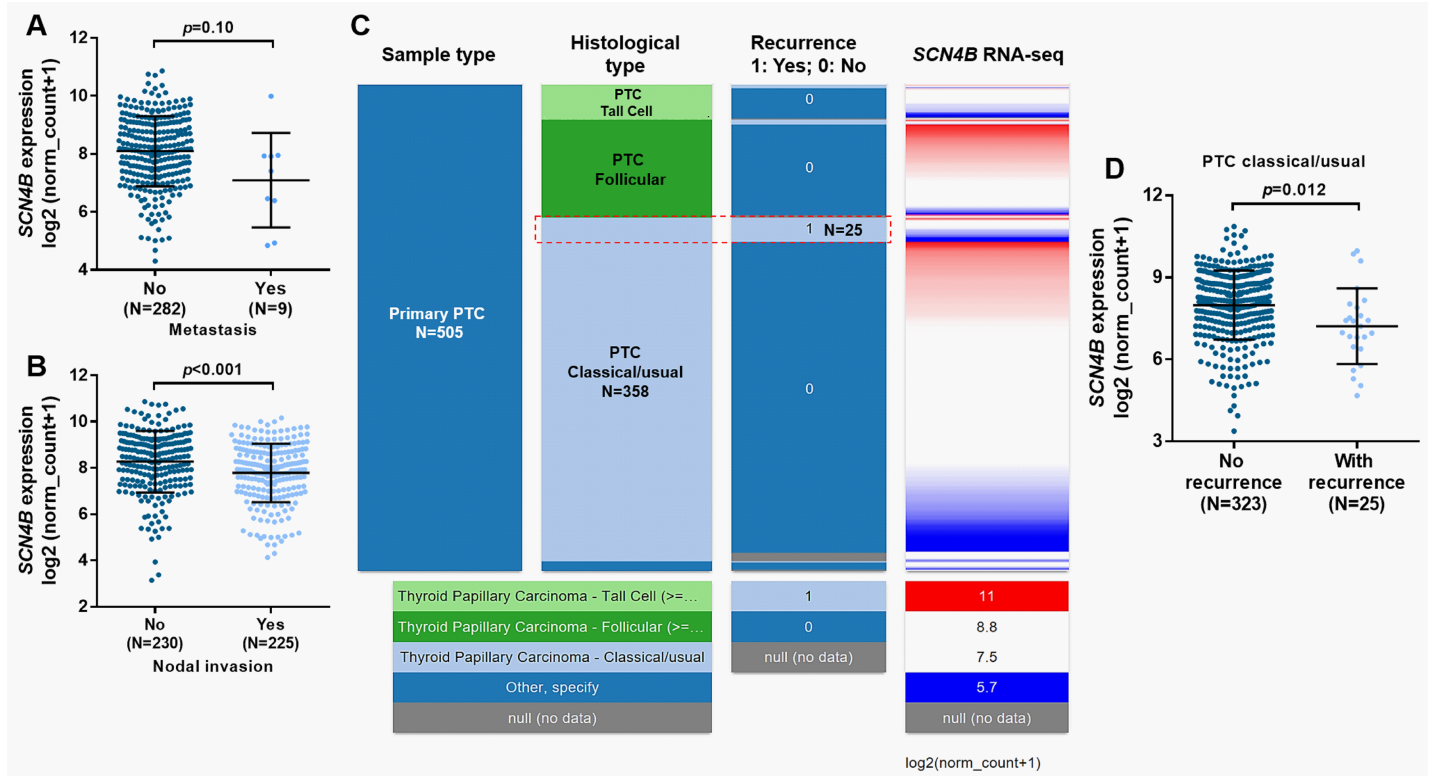 A
p=0.10
SCN4B expression
log2 (norm_count+1)
12
10
8
6
4
No
(N=282)
Yes
(N=9)
Metastasis
B
p<0.001
SCN4B expression
log2 (norm_count+1)
12
10
8
6
4
2
No
(N=230)
Yes
(N=225)
Nodal invasion
C
Sample type
Histological
type
Recurrence
1: Yes; 0: No
SCN4B RNA-seq
Primary PTC
N=505
PTC
Tall Cell
PTC
Follicular
PTC
Classical/usual
N=358
0
0
1 N=25
0
Thyroid Papillary Carcinoma - Tall Cell (>=...
Thyroid Papillary Carcinoma - Follicular (>=...
Thyroid Papillary Carcinoma - Classical/usual
Other, specify
null (no data)
1
0
null (no data)
11
8.8
7.5
5.7
null (no data)
log2(norm_count+1)
D
PTC classical/usual
p=0.012
SCN4B expression
log2 (norm_count+1)
12
9
6
3
No
recurrence
(N=323)
With
recurrence
(N=25)